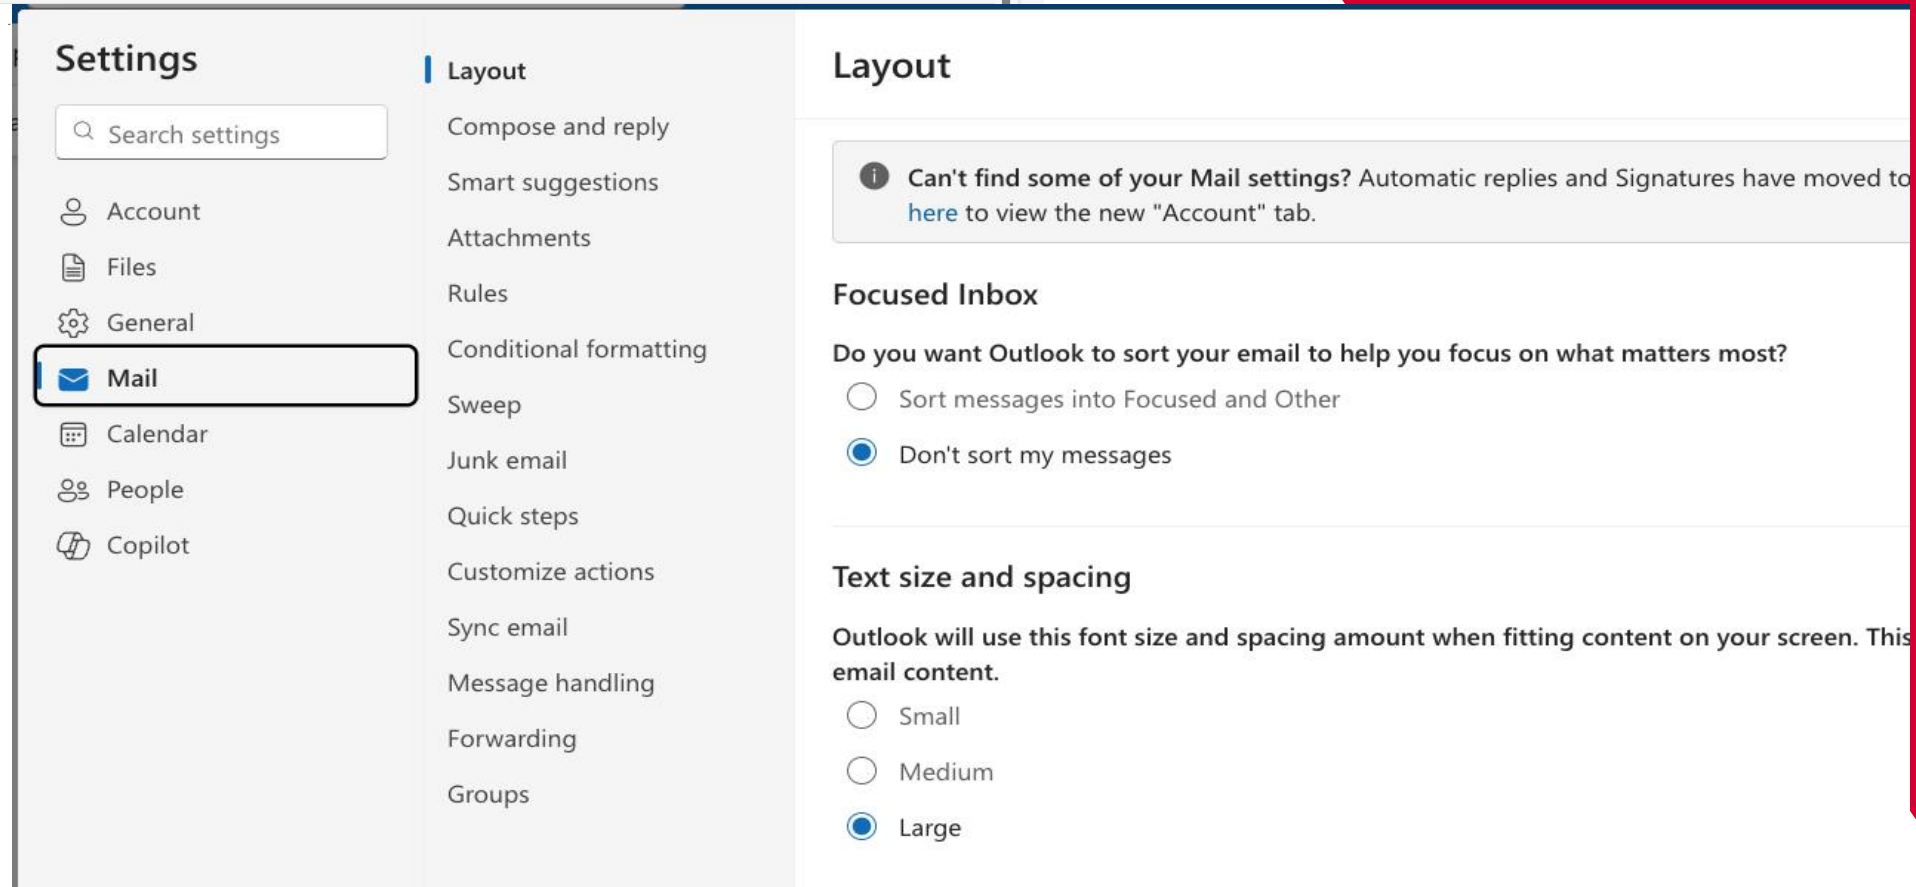 Settings
Search settings
Account
Files
General
Mail
Calendar
People
Copilot
Layout
Compose and reply
Smart suggestions
Attachments
Rules
Conditional formatting
Sweep
Junk email
Quick steps
Customize actions
Sync email
Message handling
Forwarding
Groups
Layout
Can't find some of your Mail settings? Automatic replies and Signatures have moved to
here to view the new "Account" tab.
Focused Inbox
Do you want Outlook to sort your email to help you focus on what matters most?
Sort messages into Focused and Other
Don't sort my messages
Text size and spacing
Outlook will use this font size and spacing amount when fitting content on your screen. This
email content.
Small
Medium
Large